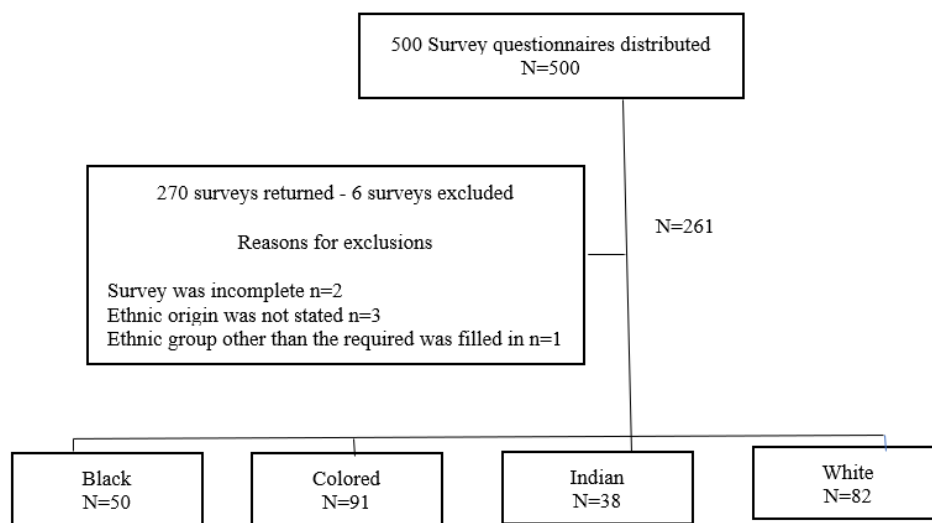 500 Survey questionnaires distributed
N=500
270 surveys returned - 6 surveys excluded
Reasons for exclusions
Survey was incomplete n=2
Ethnic origin was not stated n=3
Ethnic group other than the required was filled in n=1
N=261
Black
N=50
Colored
N=91
Indian
N=38
White
N=82